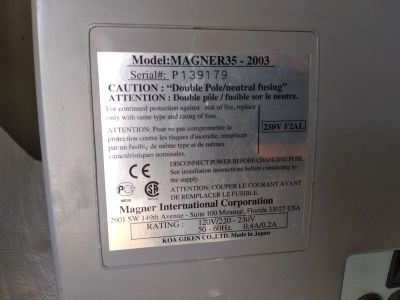 Model:MAGNER35 - 2003
Serial#: P139179
CAUTION : "Double Pole/neutral fusing"
ATTENTION : Double pôle / fusible sur le neutre.
For continued protection against risk of fire, replace
only with same type and rating of fuse.
ATTENTION: Pour ne pas compromettre la
protection contre les risques d'incendie, remplacer
par un fusible de même type et de mêmes
caractéristiques nominales.
250V F2AL
DISCONNECT POWER BEFORE CHANGING FUSE.
See installation instructions before connecting
to the supply.
ATTENTION: COUPER LE COURANT AVANT
DE REMPLACER LE FUSIBLE.
Magner International Corporation
2901 SW 149th Avenue - Suite 100 Miramar, Florida 33027 USA
RATING : 120V/220 - 230V
50 - 60Hz. 0.4A/0.2A
KOA GIKEN CO.,LTD. Made in Japan